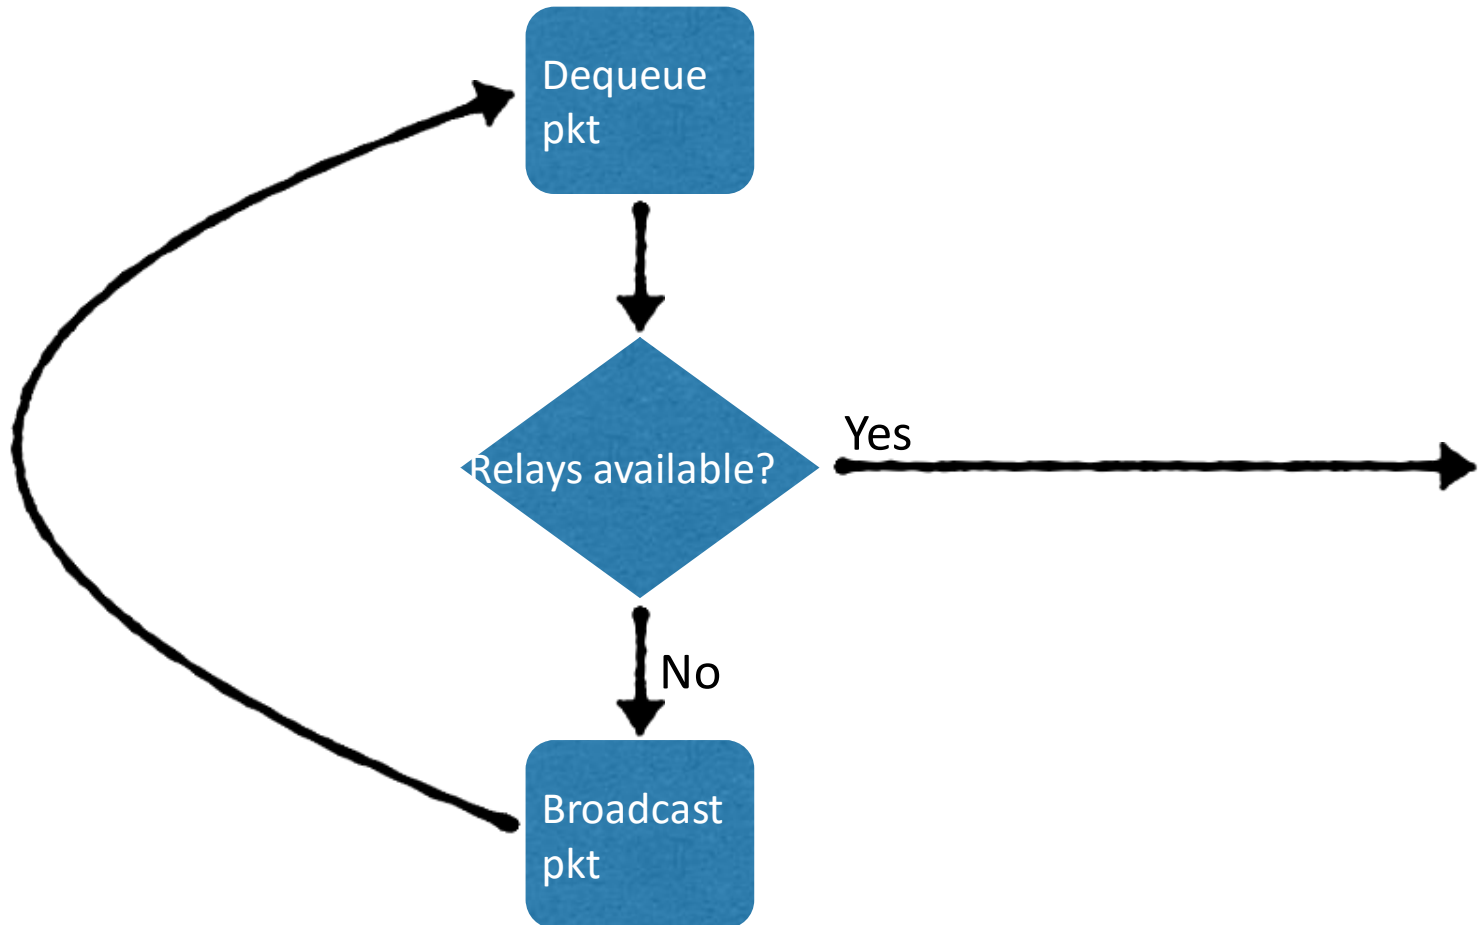 Dequeue
pkt
Relays available?
Yes
No
Broadcast
pkt